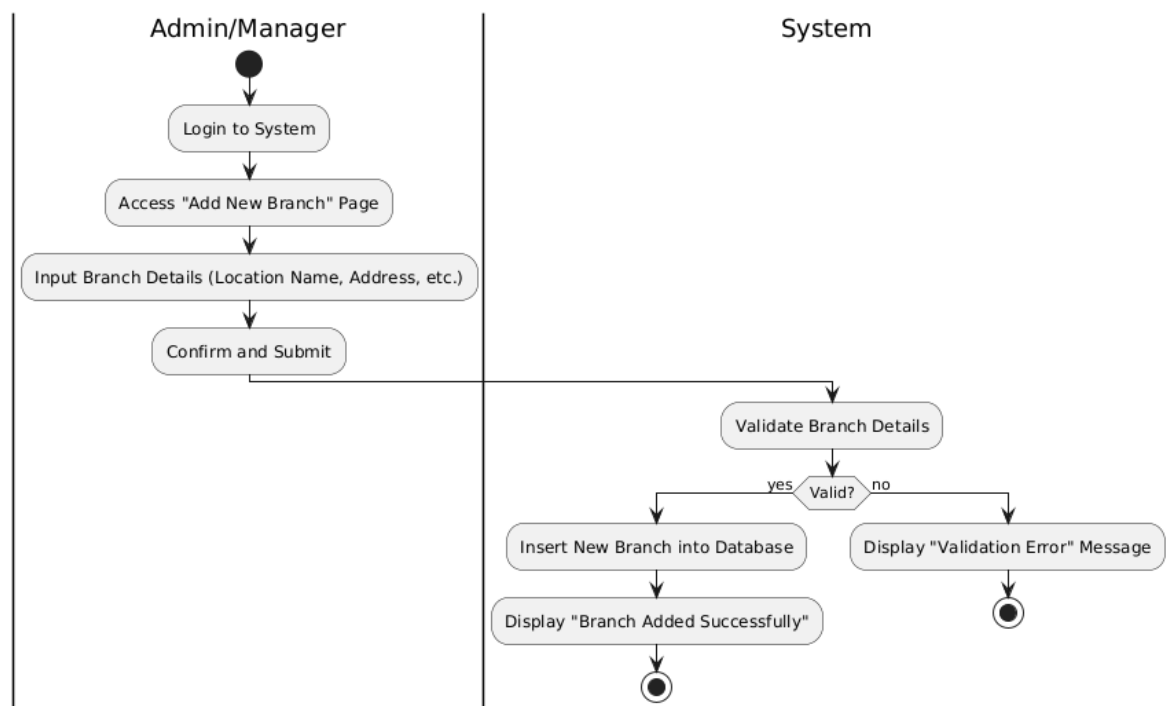 Admin/Manager
System
Login to System
Access "Add New Branch" Page
Input Branch Details (Location Name, Address, etc.)
Confirm and Submit
Validate Branch Details
yes
Valid?
no
Insert New Branch into Database
Display "Validation Error" Message
Display "Branch Added Successfully"